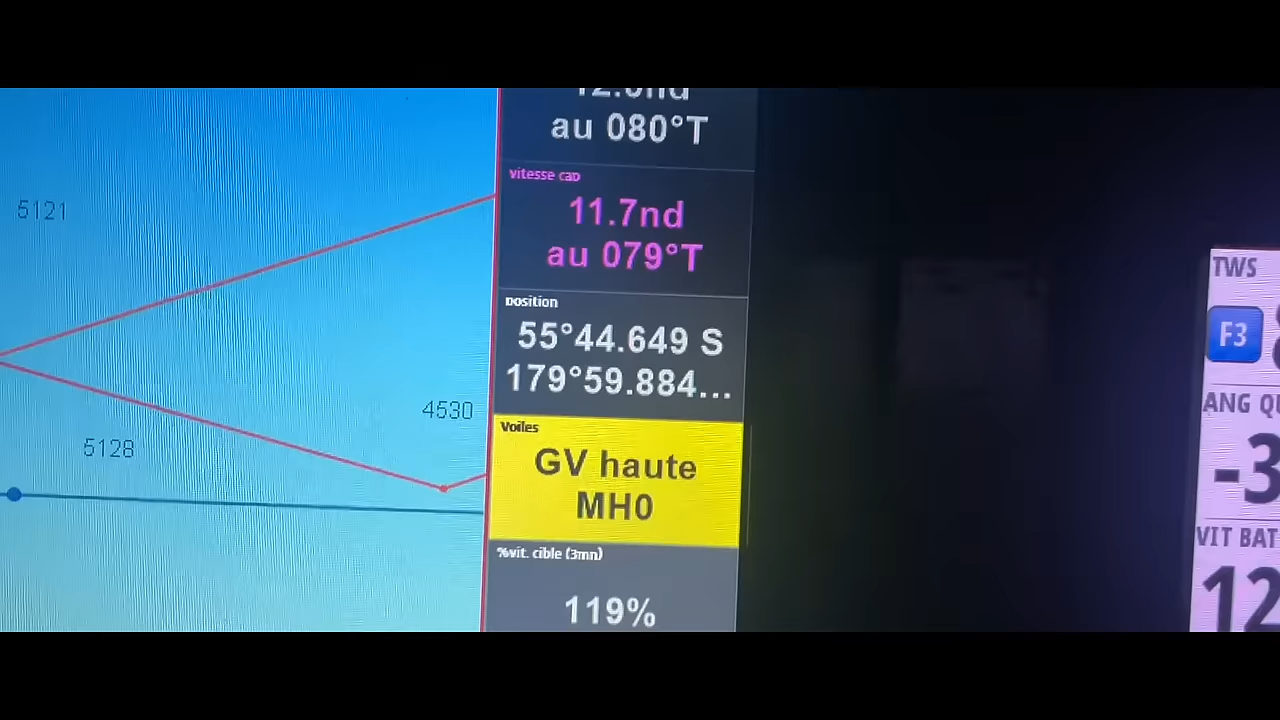 5121
4530
5128
au 080°T
vitesse cap
11.7nd
au 079°T
position
55°44.649 S
179°59.884...
Voiles
GV haute
MH0
%vit. cible (3mn)
119%
TWS
F3
ANG QU
-3
VIT BAT
12